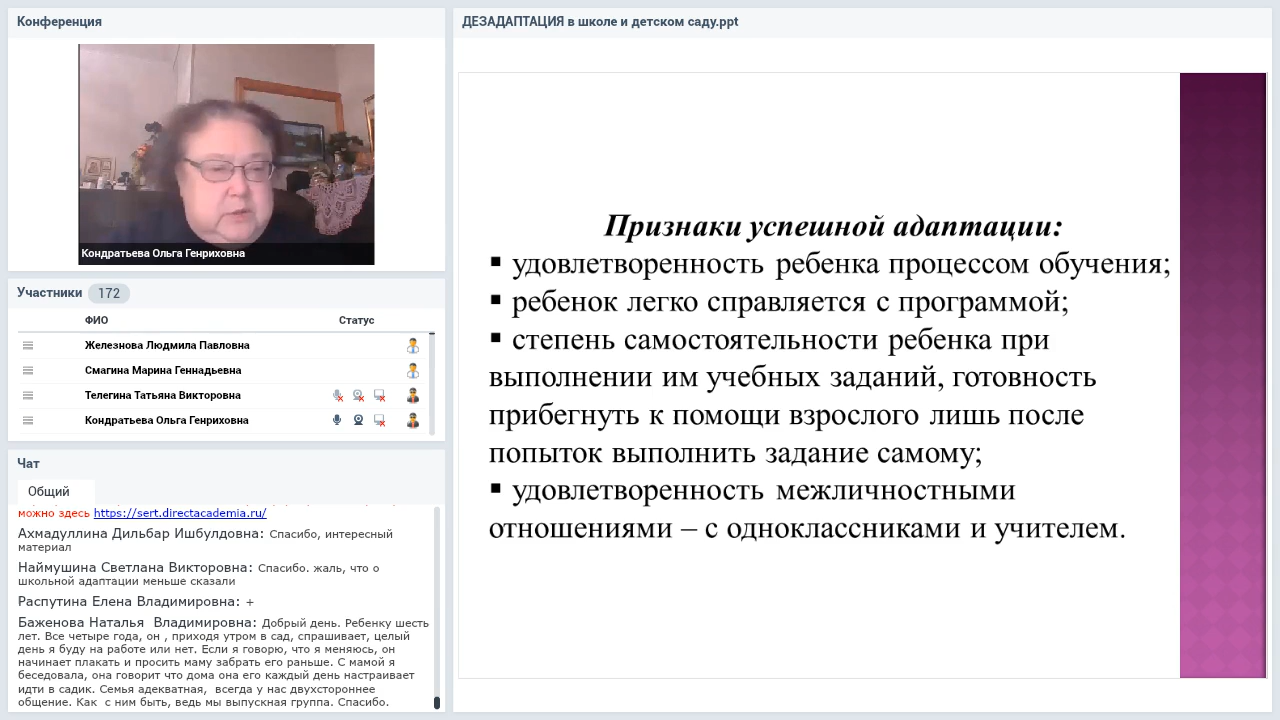 Конференция
Кондратьева Ольга Генриховна
Участники 172
ФИО Статус
Железнова Людмила Павловна
Смагина Марина Геннадьевна
Телегина Татьяна Викторовна
Кондратьева Ольга Генриховна
Чат
Общий
можно здесь https://sert.directacademia.ru/
Ахмадуллина Дильбар Ишбулдовна: Спасибо, интересный
материал
Наймушина Светлана Викторовна: Спасибо. жаль, что о
школьной адаптации меньше сказали
Распутина Елена Владимировна: +
Баженова Наталья Владимировна: Добрый день. Ребенку шесть
лет. Все четыре года, он , приходя утром в сад, спрашивает, целый
день я буду на работе или нет. Если я говорю, что я меняюсь, он
начинает плакать и просить маму забрать его раньше. С мамой я
беседовала, она говорит что дома она его каждый день настраивает
идти в садик. Семья адекватная, всегда у нас двухстороннее
общение. Как с ним быть, ведь мы выпускная группа. Спасибо.
ДЕЗАДАПТАЦИЯ в школе и детском саду.ppt
Признаки успешной адаптации:
▪ удовлетворенность ребенка процессом обучения;
▪ ребенок легко справляется с программой;
▪ степень самостоятельности ребенка при
выполнении им учебных заданий, готовность
прибегнуть к помощи взрослого лишь после
попыток выполнить задание самому;
▪ удовлетворенность межличностными
отношениями – с одноклассниками и учителем.